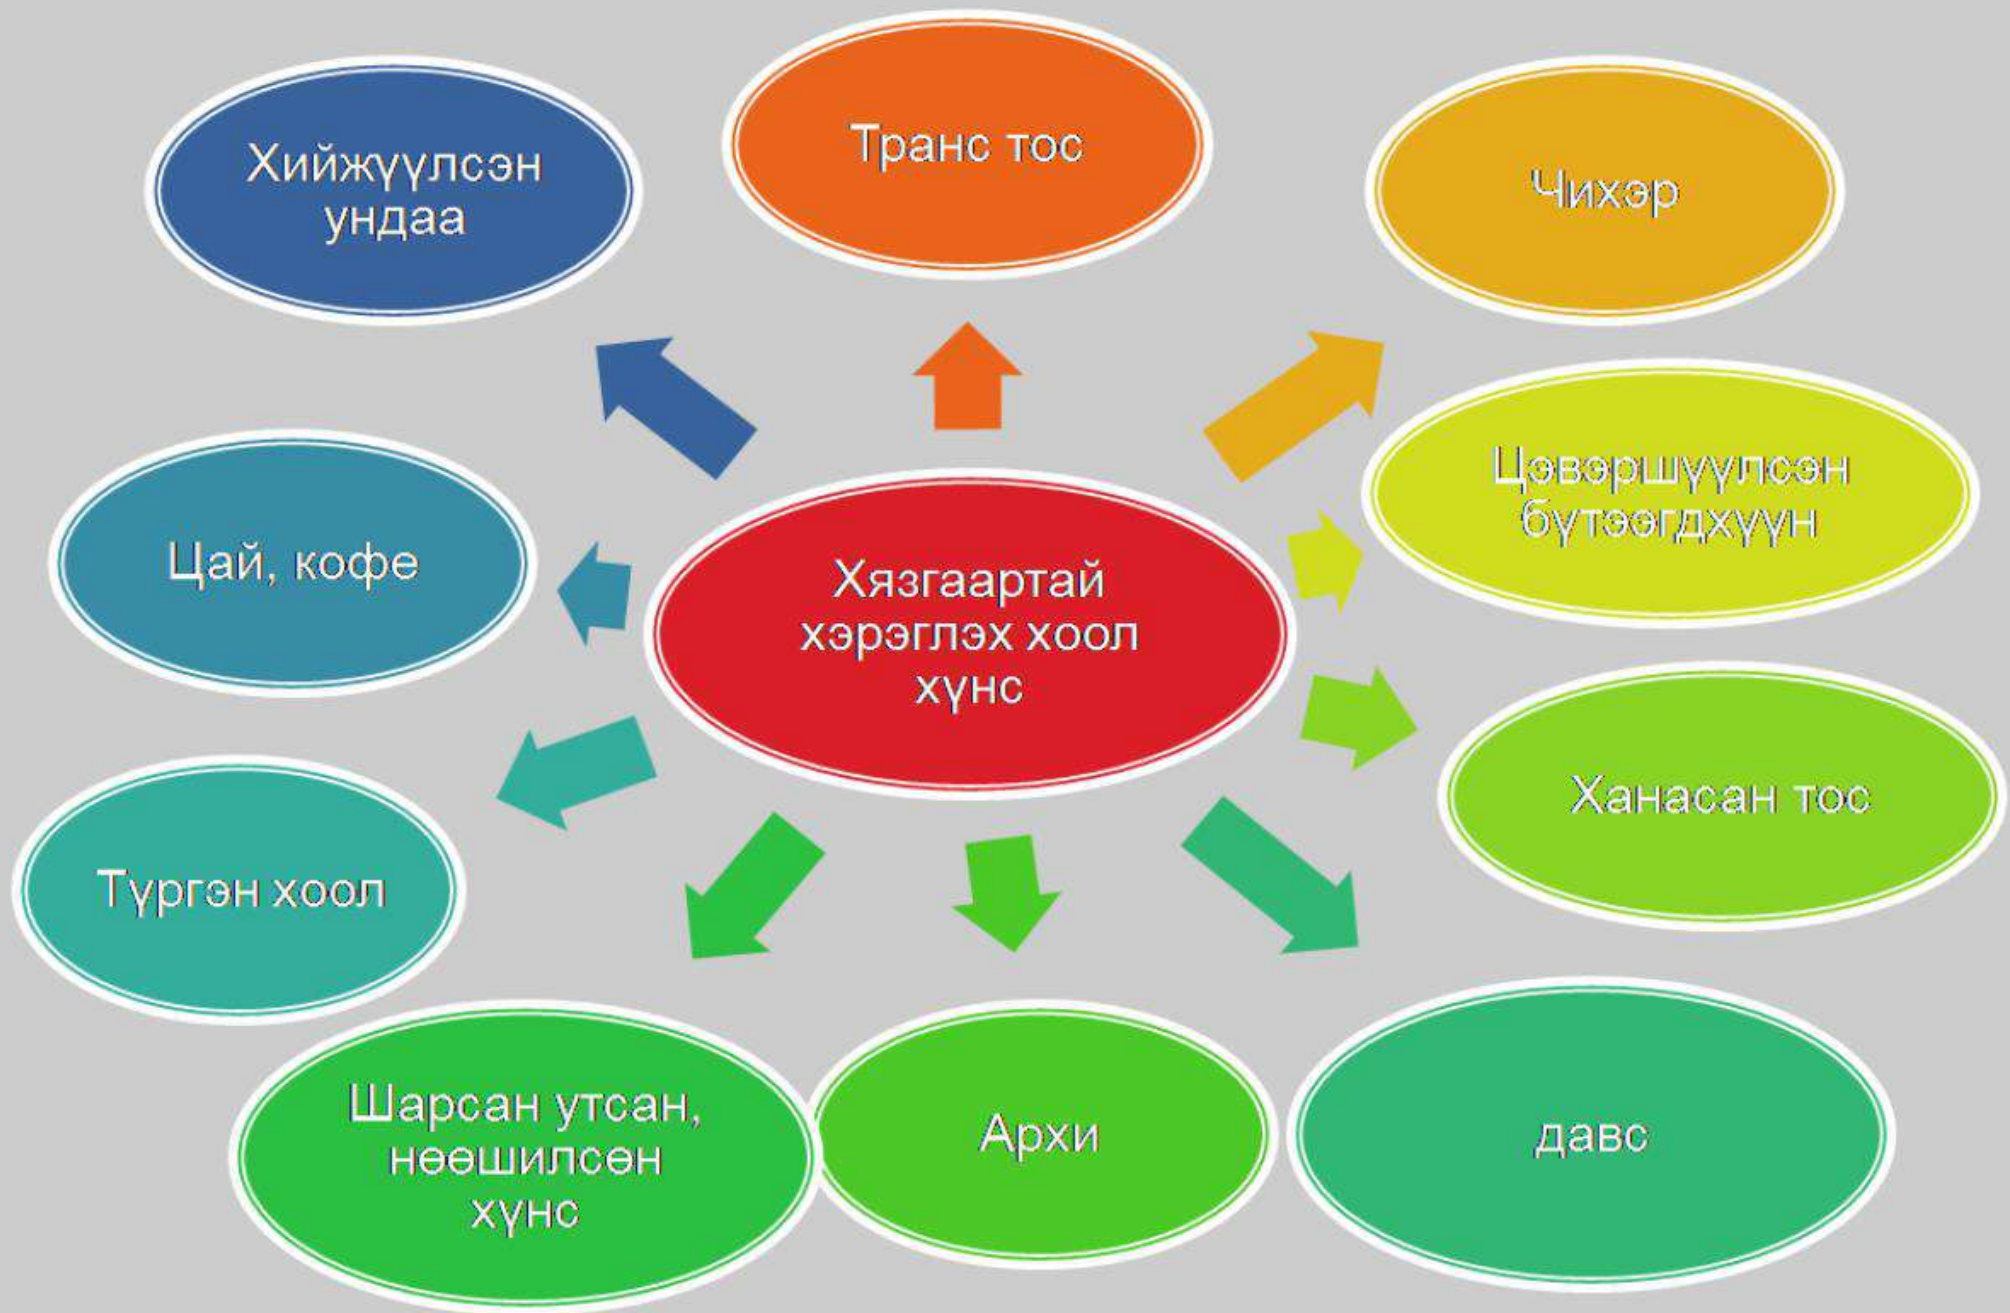 Хийжүүлсэн
ундаа
Транс тос
Чихэр
Цэвэршүүлсэн
бүтээгдхүүн
Цай, кофе
Хязгаартай
хэрэглэх хоол
хүнс
Ханасан тос
Түргэн хоол
Шарсан утсан,
нөөшилсөн
хүнс
Архи
давс